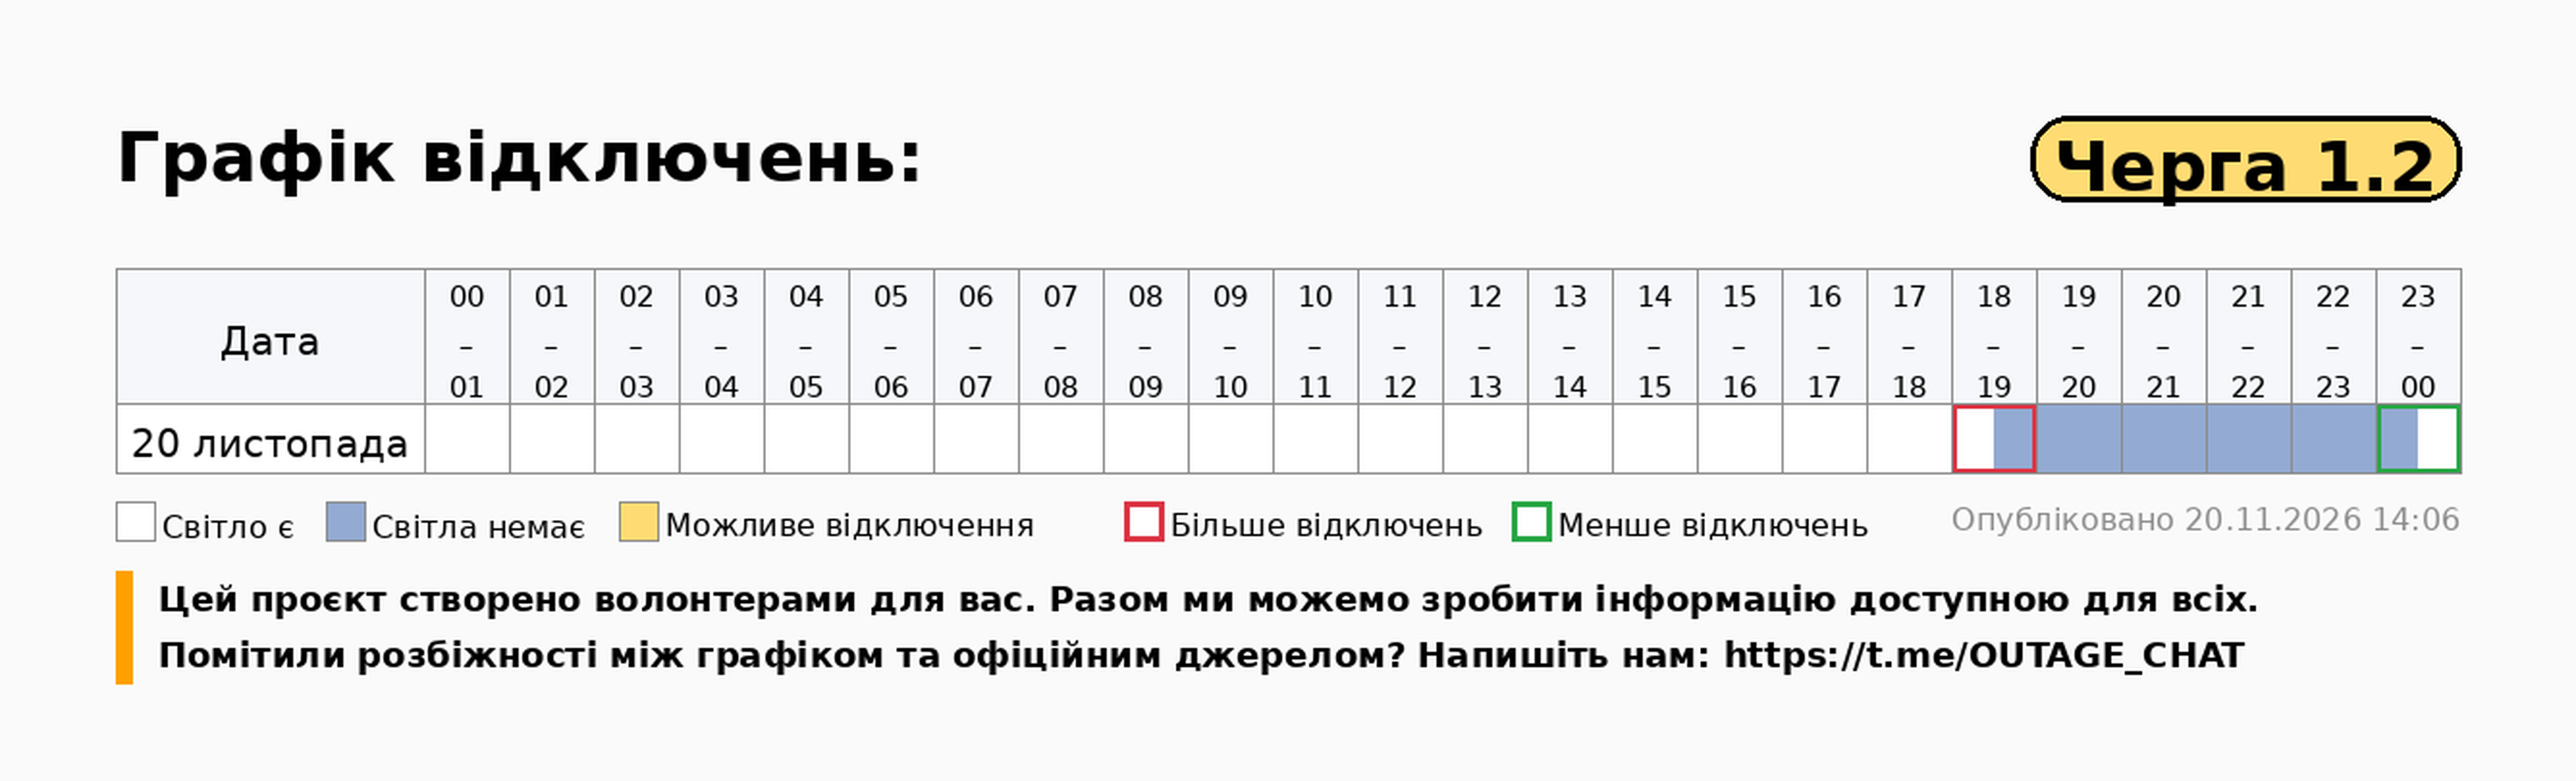 Графік відключень:
Черга 1.2
Дата
00 – 01
01 – 02
02 – 03
03 – 04
04 – 05
05 – 06
06 – 07
07 – 08
08 – 09
09 – 10
10 – 11
11 – 12
12 – 13
13 – 14
14 – 15
15 – 16
16 – 17
17 – 18
18 – 19
19 – 20
20 – 21
21 – 22
22 – 23
23 – 00
20 листопада
Світло є
Світла немає
Можливе відключення
Більше відключень
Менше відключень
Опубліковано 20.11.2026 14:06
Цей проєкт створено волонтерами для вас. Разом ми можемо зробити інформацію доступною для всіх.
Помітили розбіжності між графіком та офіційним джерелом? Напишіть нам: https://t.me/OUTAGE_CHAT